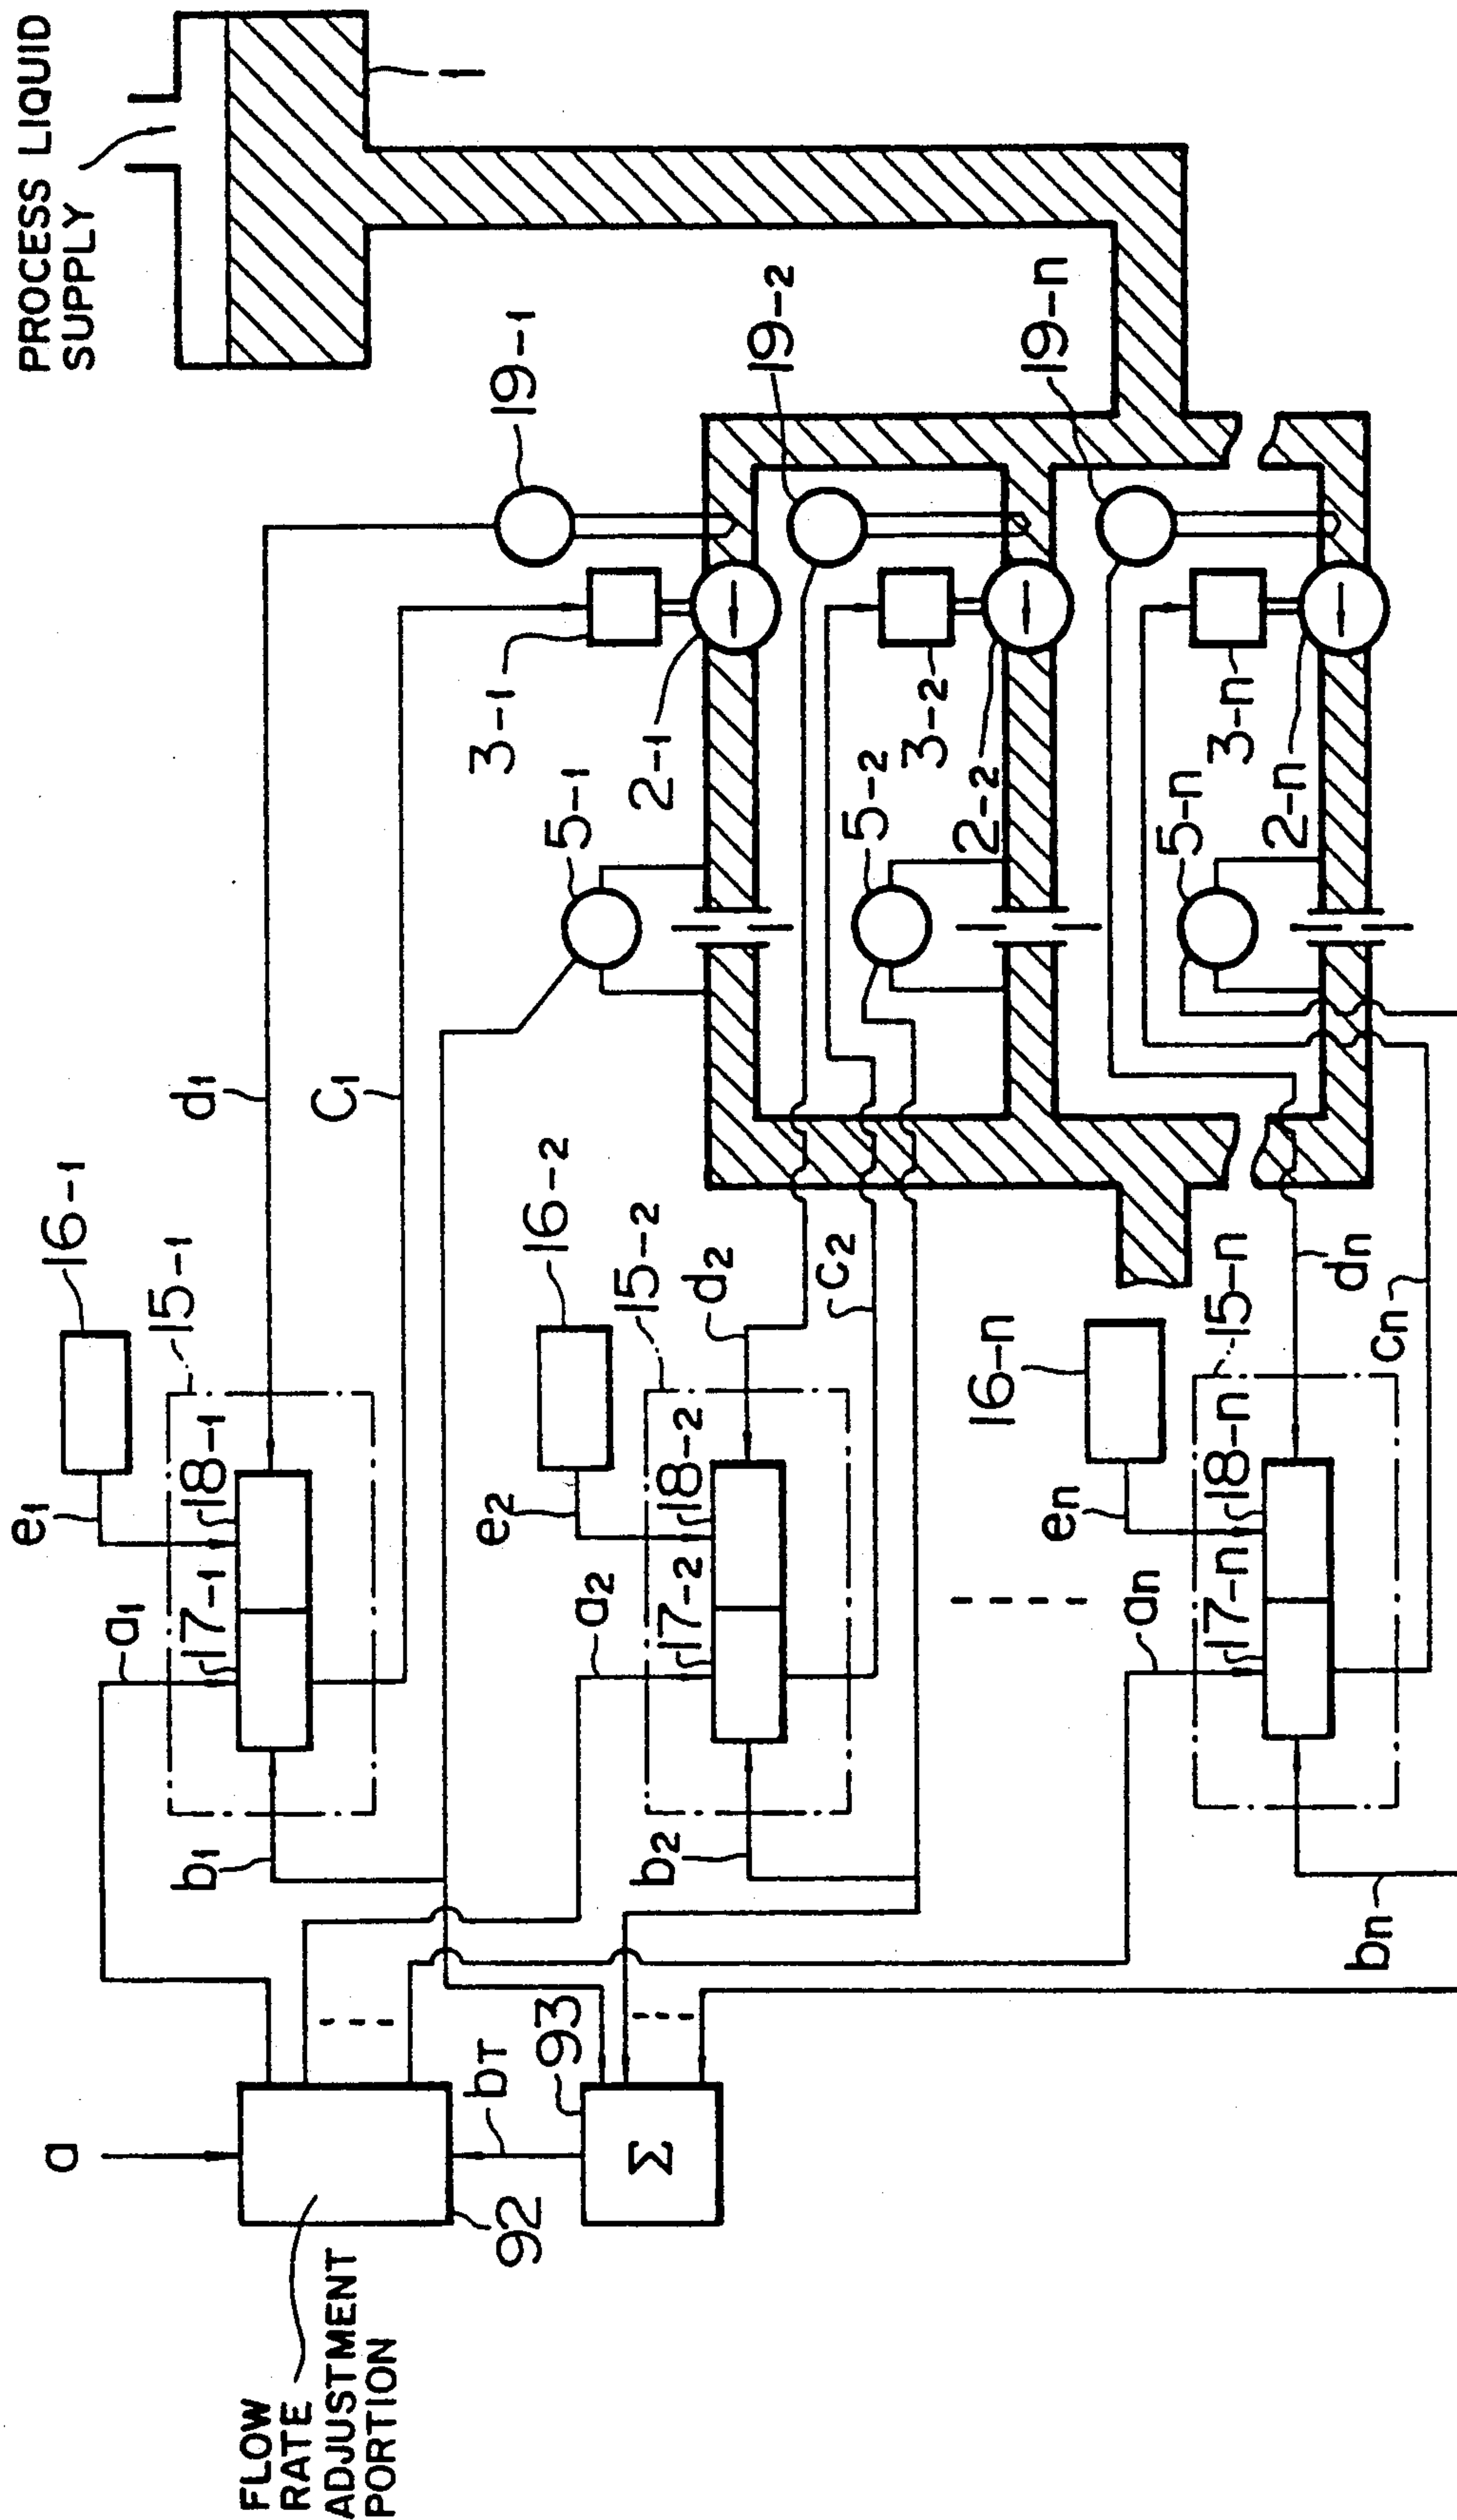 PROCESS LIQUID
SUPPLY
1
19-1
19-2
19-n
3-1
2-1
3-2
2-2
3-n
2-n
5-1
5-2
5-n
d1
C1
16-1
15-1
16-2
15-2
d2
c2
16-n
15-n
dn
cn
e1
18-1
17-1
a1
e2
18-2
17-2
a2
en
18-n
17-n
an
b1
b2
bn
a
bT
93
Σ
92
FLOW
RATE
ADJUSTMENT
PORTION